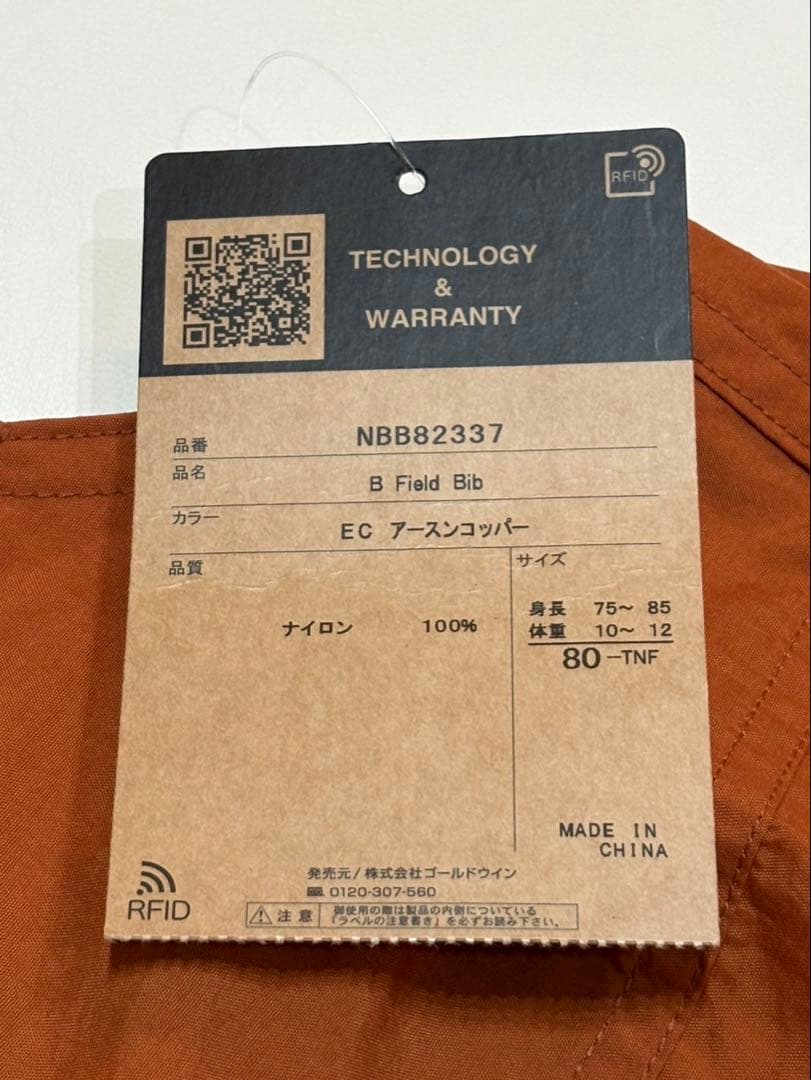 RFID
TECHNOLOGY
&
WARRANTY
品番 NBB82337
品名 B Field Bib
カラー EC アースンコッパー
品質
ナイロン 100%
サイズ
身長 75～ 85
体重 10～ 12
80-TNF
MADE IN
CHINA
発売元/株式会社ゴールドウイン
0120-307-560
RFID
注意
御使用の際は製品の内側についている
「ラベルの注意書き」を必ずお読み下さい。